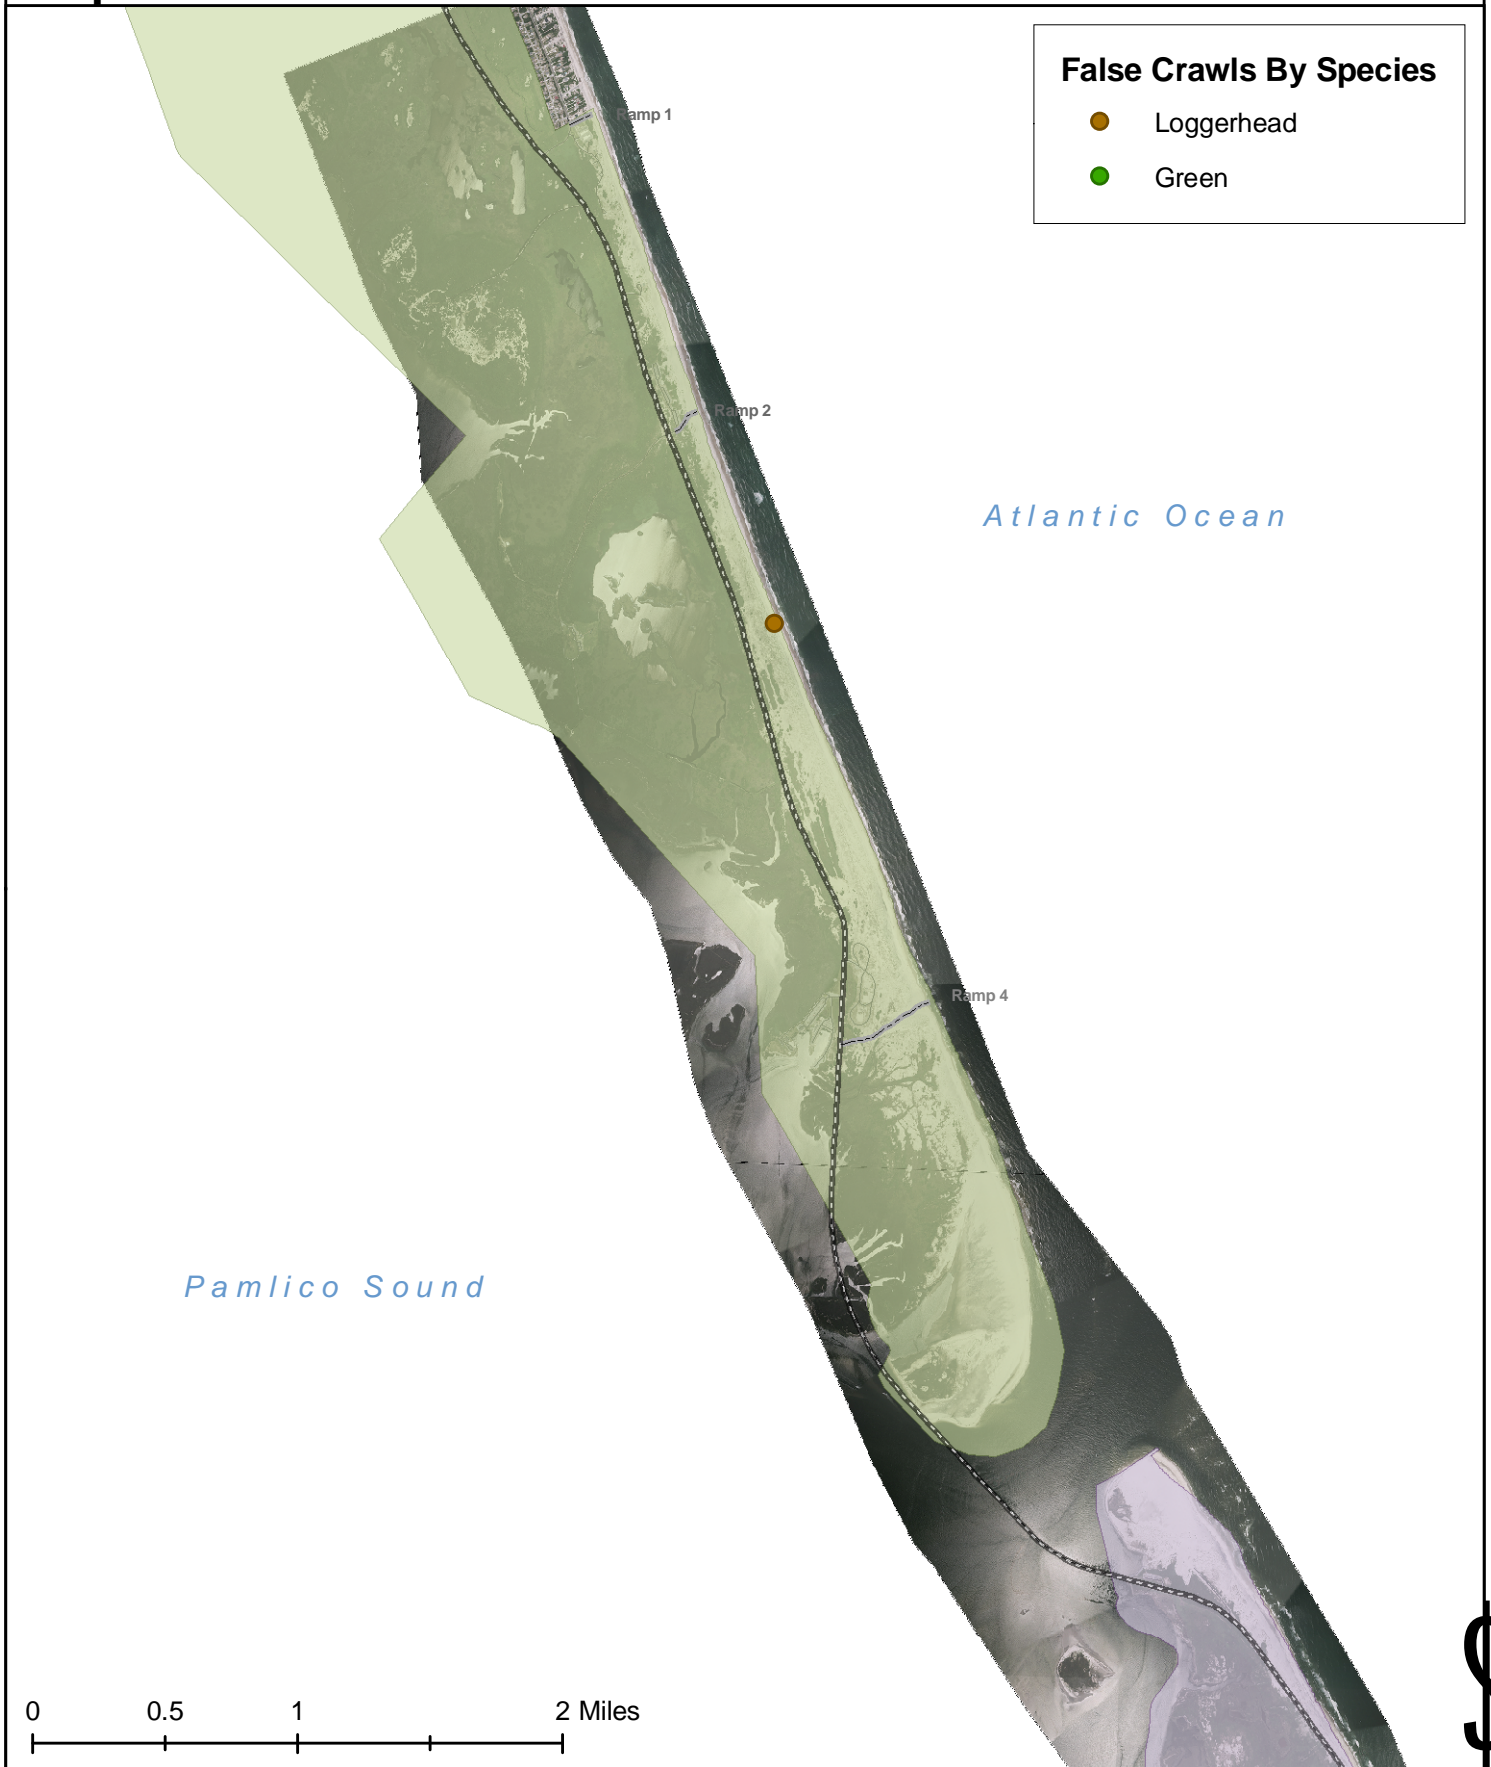 False Crawls By Species
Loggerhead
Green
Ramp 1
Ramp 2
Atlantic Ocean
Ramp 4
Pamlico Sound
0 0.5 1 2 Miles